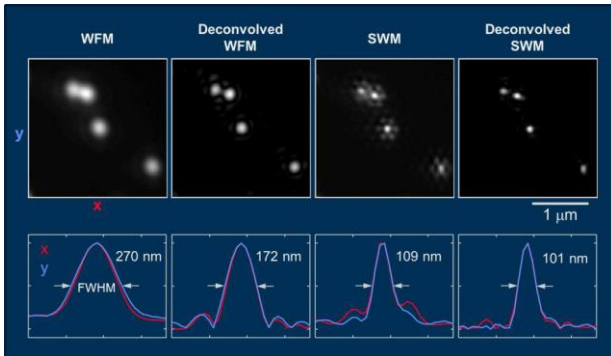 WFM
Deconvolved
WFM
SWM
Deconvolved
SWM
y
x
1 μm
x
y
270 nm
FWHM
172 nm
109 nm
101 nm